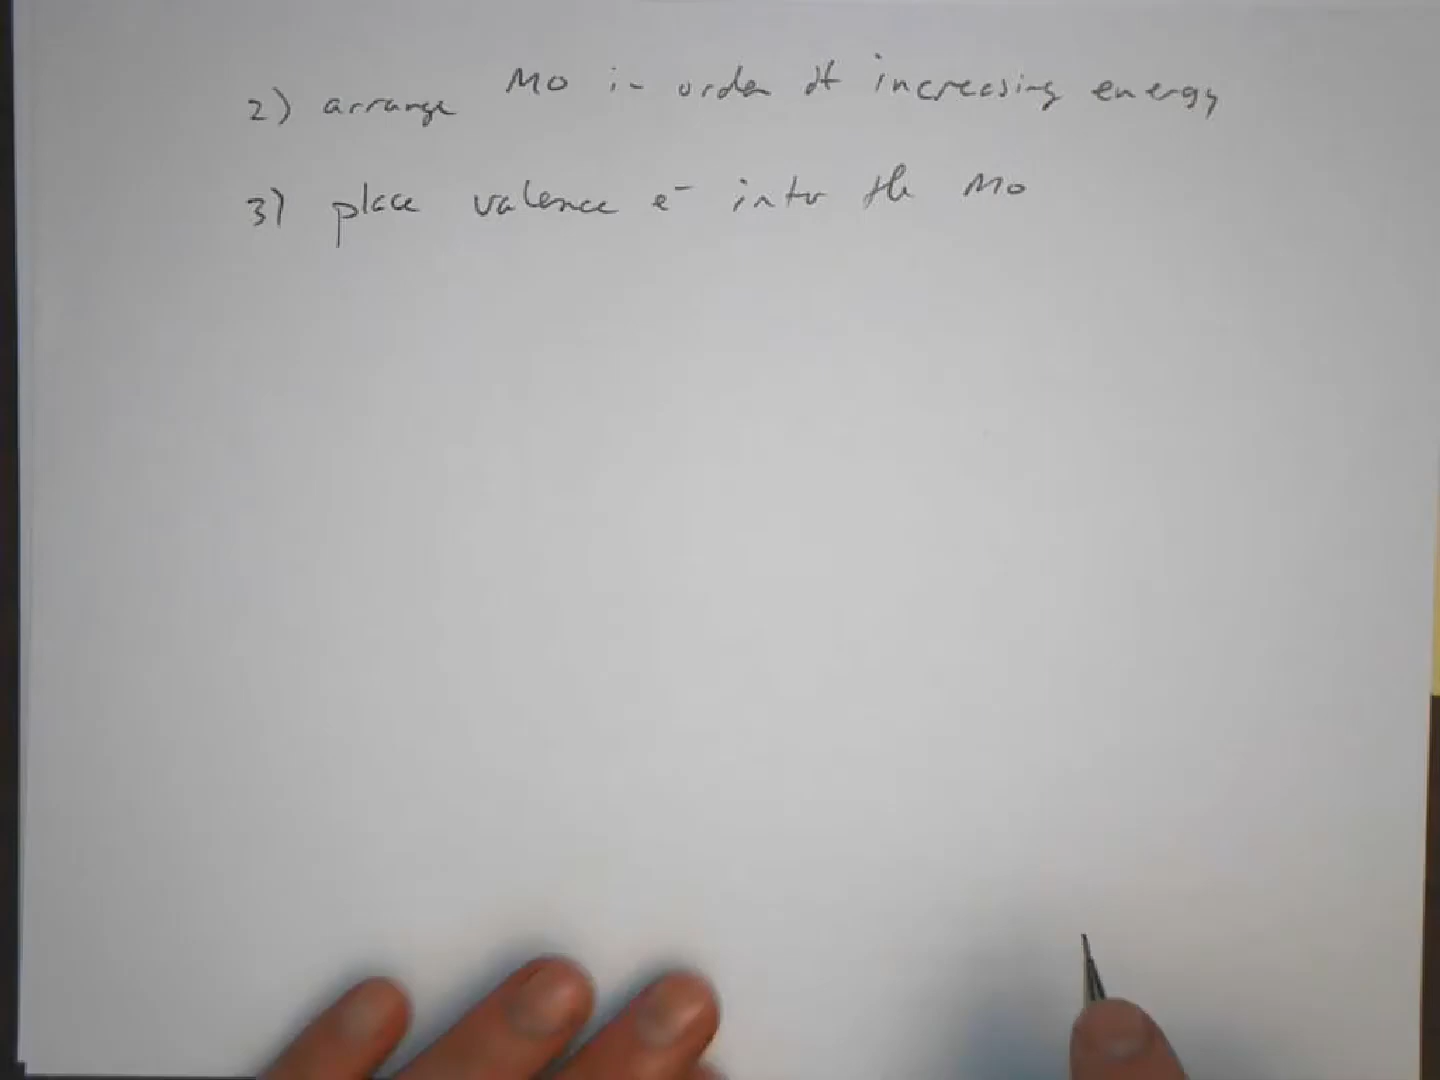 2) arrange MO in order of increasing energy
3) place valence e⁻ into the MO